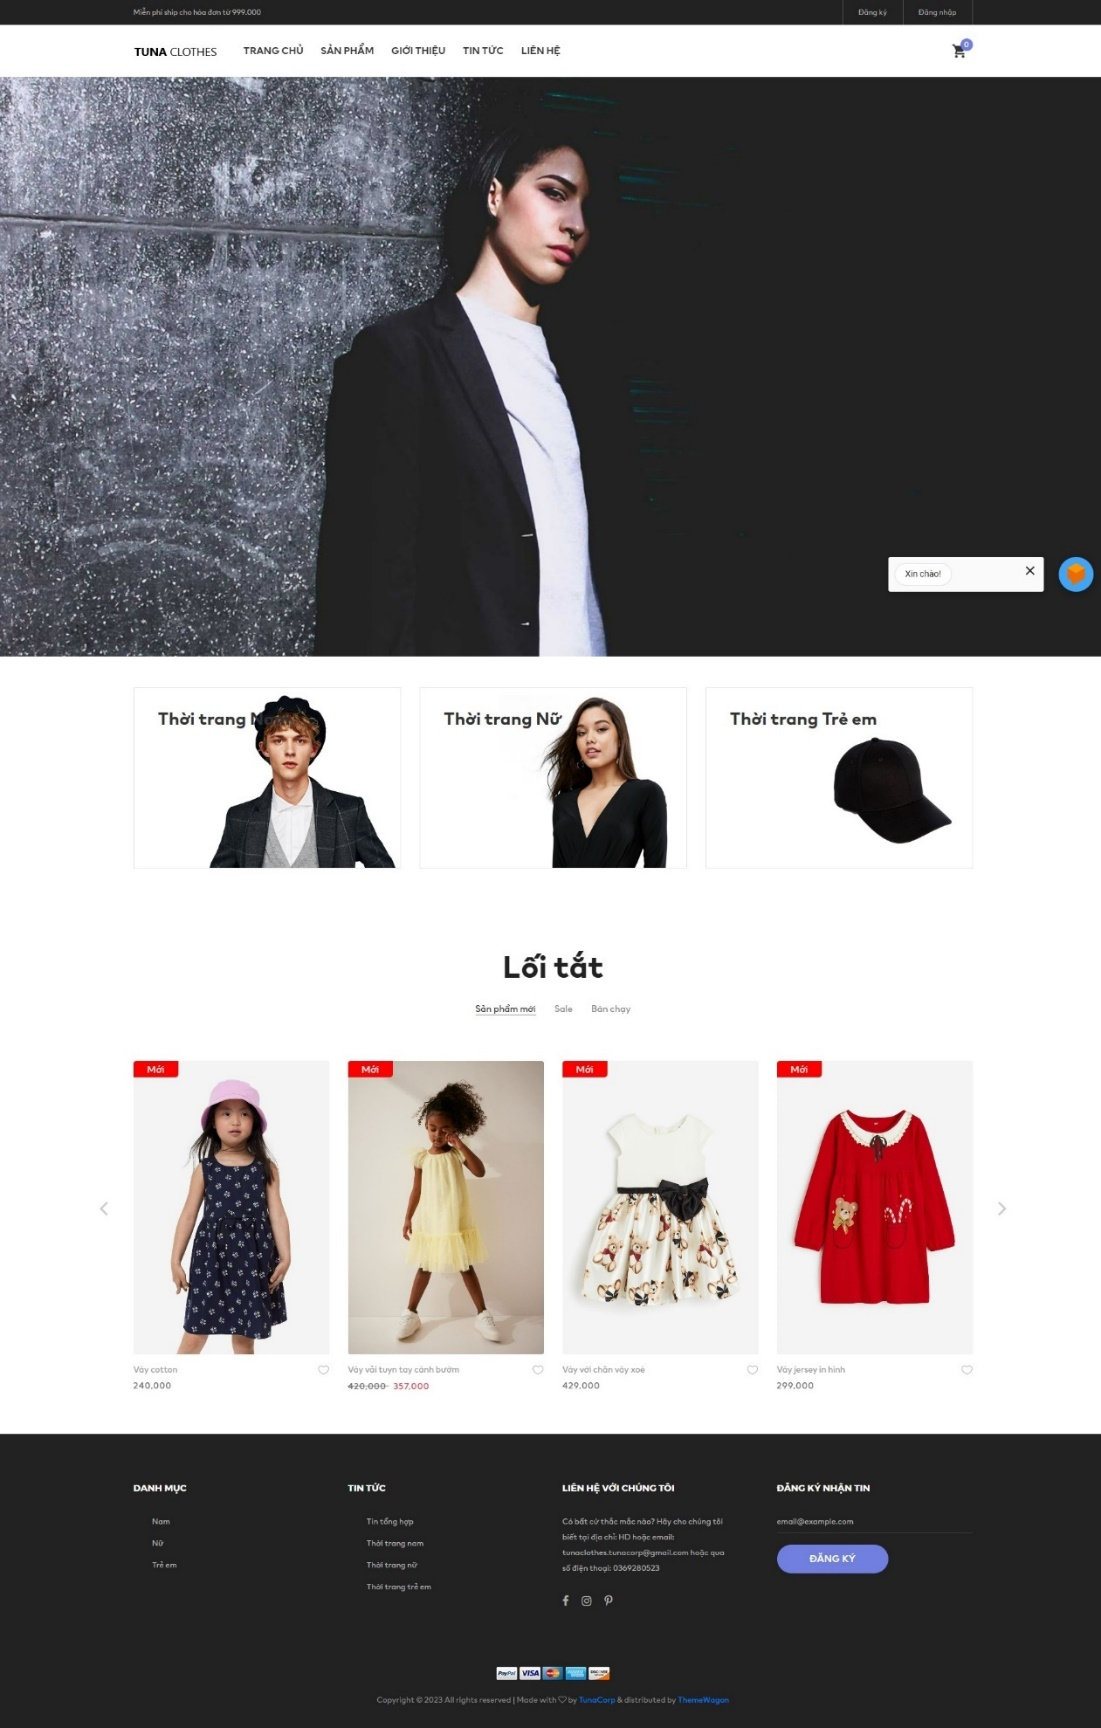 Miễn phí ship cho hóa đơn từ 999.000
Đăng ký
Đăng nhập
TUNA CLOTHES
TRANG CHỦ
SẢN PHẨM
GIỚI THIỆU
TIN TỨC
LIÊN HỆ
0
Xin chào!
Thời trang
Thời trang Nữ
Thời trang Trẻ em
Lối tắt
Sản phẩm mới
Sale
Bán chạy
Mới
Mới
Mới
Mới
Váy cotton
Váy vải tuyn tay cánh bướm
Váy với chân váy xoè
Váy jersey in hình
240,000
420,000 357,000
429,000
299,000
DANH MỤC
Nam
Nữ
Trẻ em
TIN TỨC
Tin tổng hợp
Thời trang nam
Thời trang nữ
Thời trang trẻ em
LIÊN HỆ VỚI CHÚNG TÔI
Có bất cứ thắc mắc nào? Hãy cho chúng tôi
biết tại địa chỉ: HD hoặc email:
tunaclothes.tunacorp@gmail.com hoặc qua
số điện thoại: 0369280523
ĐĂNG KÝ NHẬN TIN
email@example.com
ĐĂNG KÝ
PayPal
VISA
Copyright © 2023 All rights reserved | Made with ♡ by TunaCorp & distributed by ThemeWagon